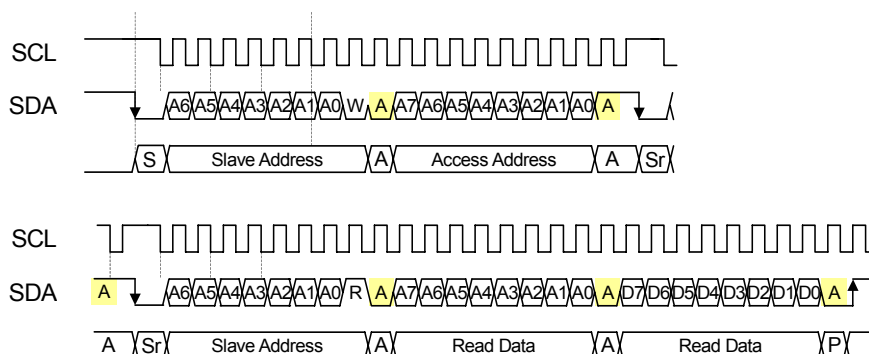 SCL
SDA A6 A5 A4 A3 A2 A1 A0 W A A7 A6 A5 A4 A3 A2 A1 A0 A
S Slave Address A Access Address A Sr
SCL
SDA A A6 A5 A4 A3 A2 A1 A0 R A A7 A6 A5 A4 A3 A2 A1 A0 A D7 D6 D5 D4 D3 D2 D1 D0 A
A Sr Slave Address A Read Data A Read Data P